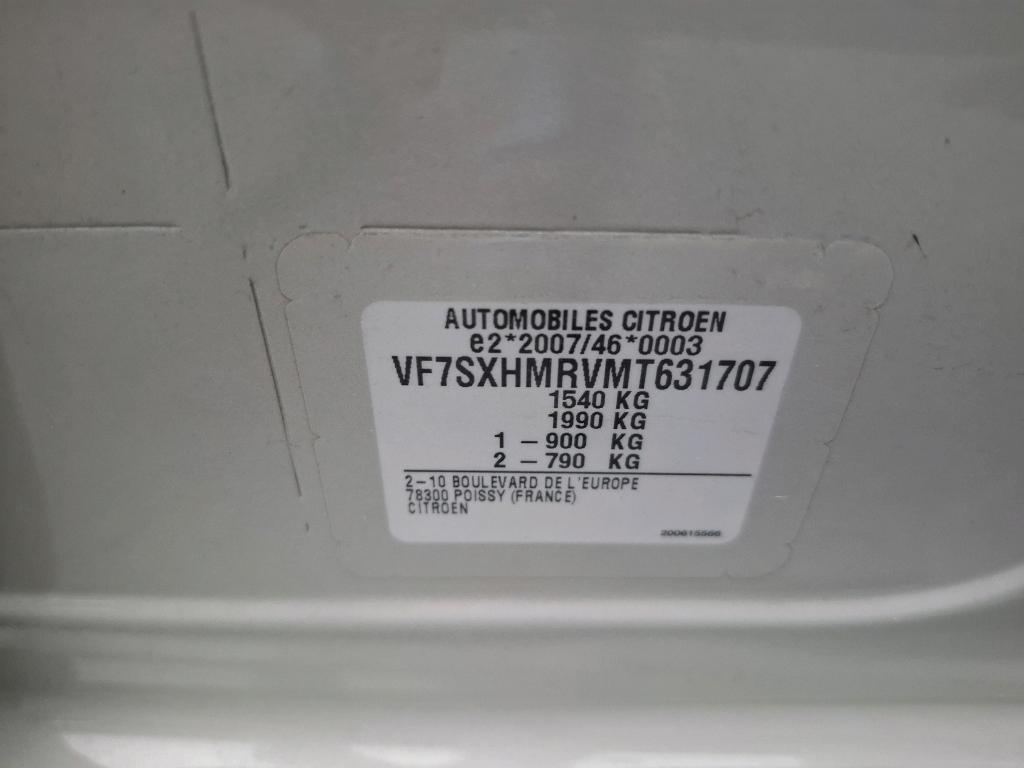 AUTOMOBILES CITROEN
e2*2007/46*0003
VF7SXHMRVMT631707
1540 KG
1990 KG
1 – 900 KG
2 – 790 KG
2–10 BOULEVARD DE L'EUROPE
78300 POISSY (FRANCE)
CITROEN
200615566